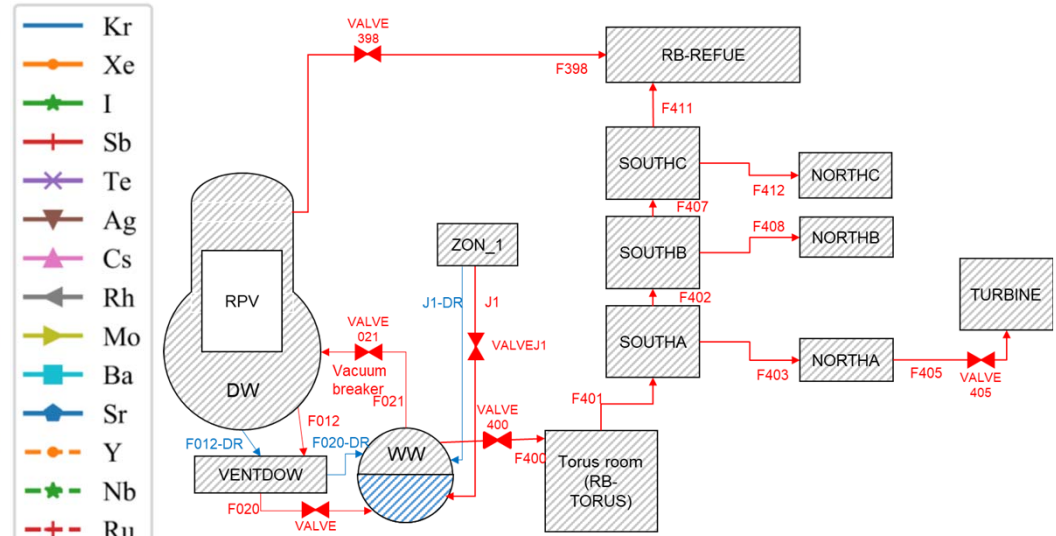 Kr
Xe
I
Sb
Te
Ag
Cs
Rh
Mo
Ba
Sr
Y
Nb
Ru
VALVE
398
F398
RB-REFUE
F411
SOUTHC
F412
NORTHC
F407
SOUTHB
F408
NORTHB
F402
SOUTHA
F403
NORTHA
F405
VALVE
405
TURBINE
F401
ZON_1
J1-DR
J1
VALVEJ1
RPV
DW
VALVE
021
Vacuum
breaker
F021
F012
F012-DR
F020-DR
VENTDOW
F020
VALVE
WW
VALVE
400
F400
Torus room
(RB-
TORUS)